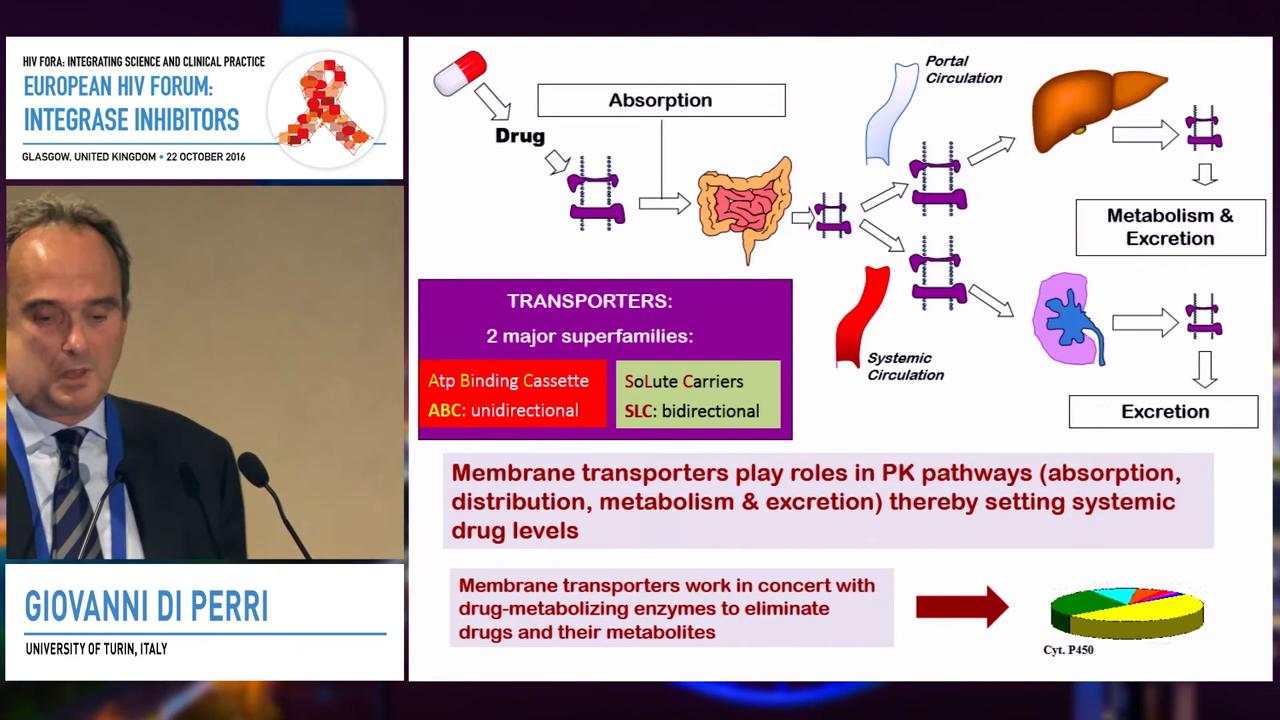 HIV FORA: INTEGRATING SCIENCE AND CLINICAL PRACTICE
EUROPEAN HIV FORUM:
INTEGRASE INHIBITORS
GLASGOW, UNITED KINGDOM • 22 OCTOBER 2016
GIOVANNI DI PERRI
UNIVERSITY OF TURIN, ITALY
Absorption
Drug
Portal
Circulation
Metabolism &
Excretion
Systemic
Circulation
Excretion
TRANSPORTERS:
2 major superfamilies:
Atp Binding Cassette
ABC: unidirectional
SoLute Carriers
SLC: bidirectional
Membrane transporters play roles in PK pathways (absorption,
distribution, metabolism & excretion) thereby setting systemic
drug levels
Membrane transporters work in concert with
drug-metabolizing enzymes to eliminate
drugs and their metabolites
Cyt. P450